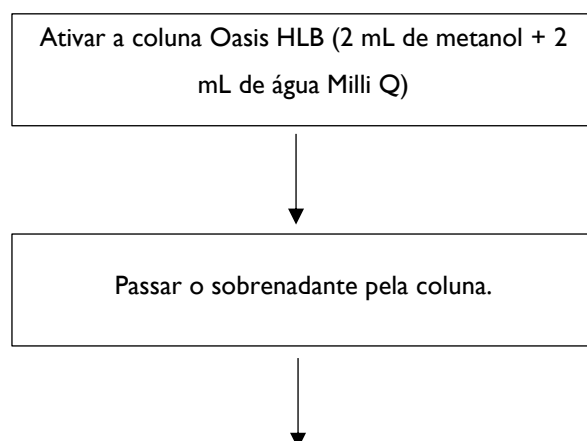 Ativar a coluna Oasis HLB (2 mL de metanol + 2
mL de água Milli Q)
Passar o sobrenadante pela coluna.